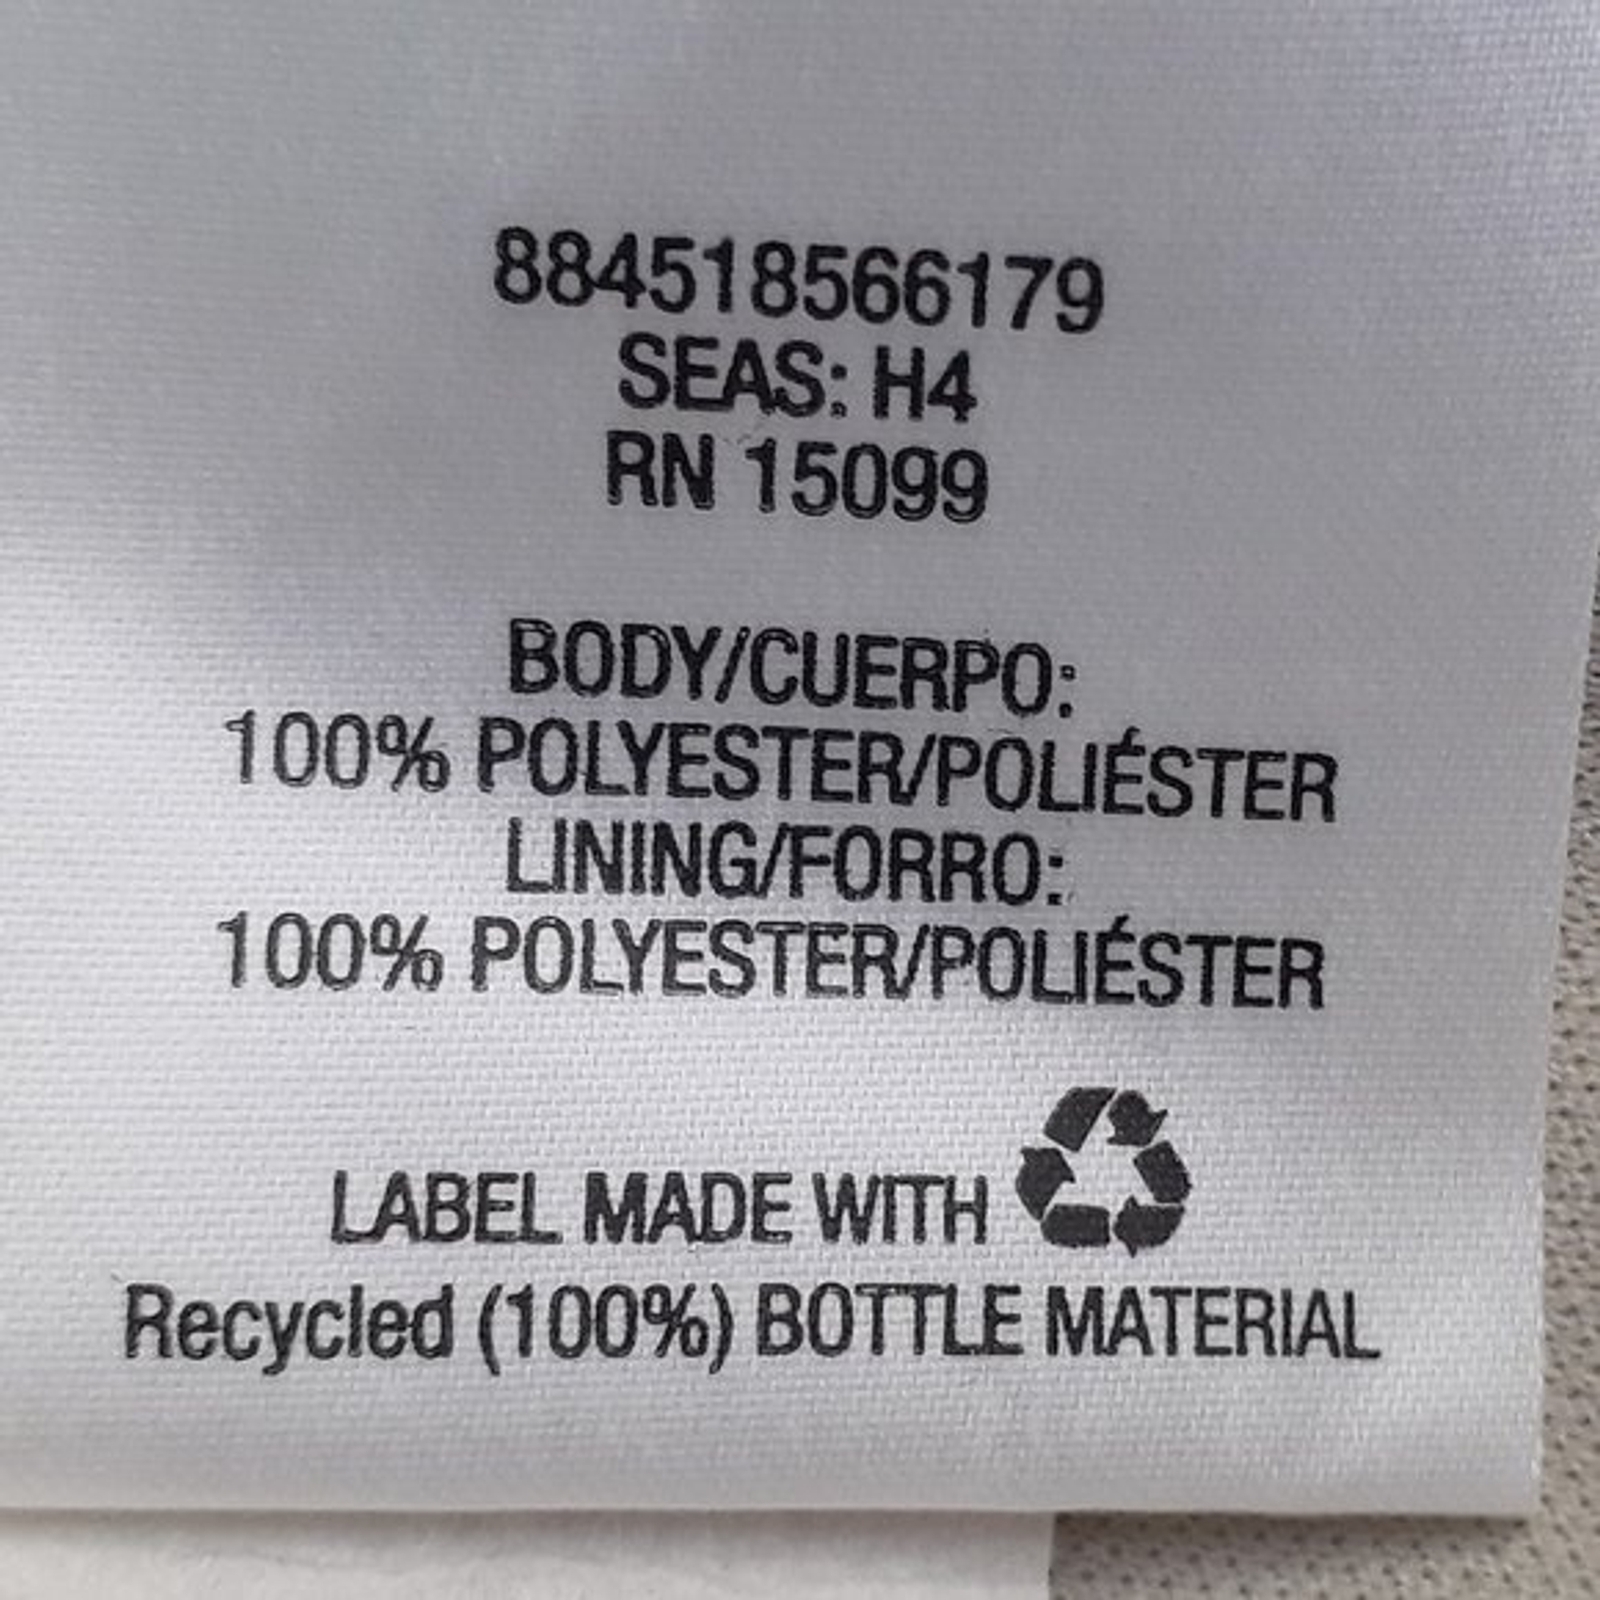 884518566179
SEAS: H4
RN 15099
BODY/CUERPO:
100% POLYESTER/POLIÉSTER
LINING/FORRO:
100% POLYESTER/POLIÉSTER
LABEL MADE WITH
Recycled (100%) BOTTLE MATERIAL